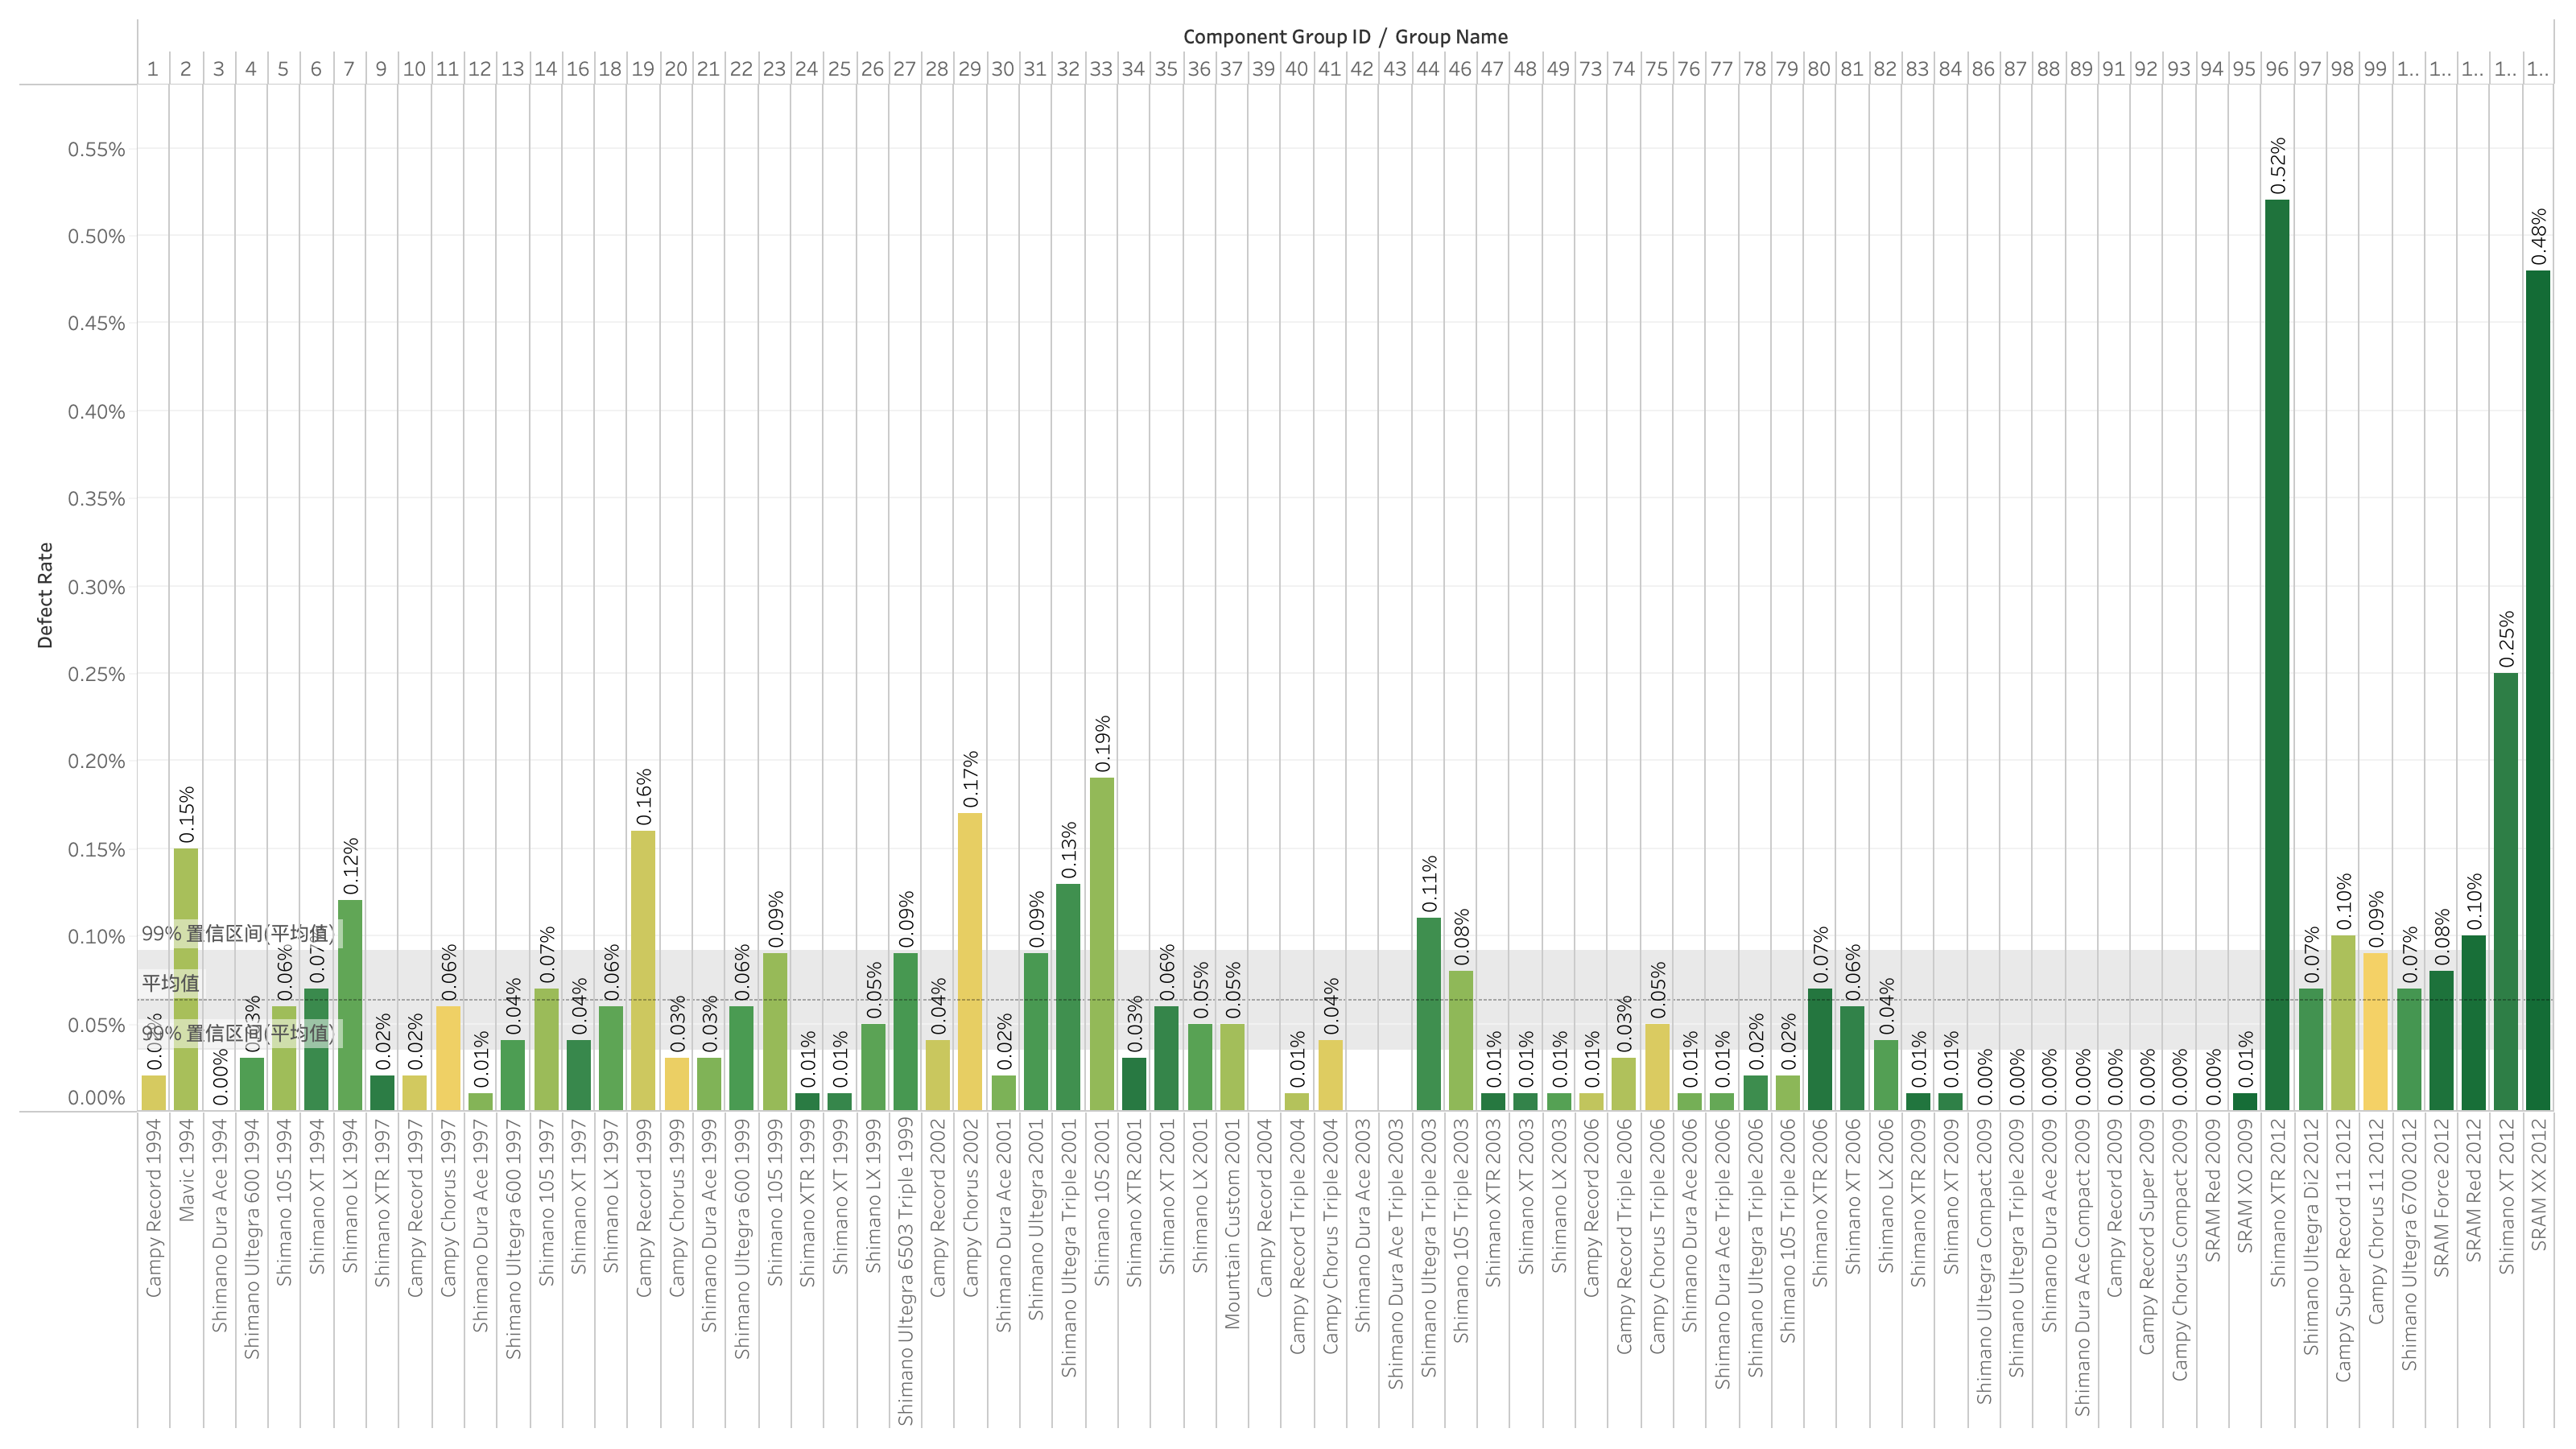 Component Group ID / Group Name
1 2 3 4 5 6 7 9 10 11 12 13 14 16 18 19 20 21 22 23 24 25 26 27 28 29 30 31 32 33 34 35 36 37 39 40 41 42 43 44 46 47 48 49 73 74 75 76 77 78 79 80 81 82 83 84 86 87 88 89 91 92 93 94 95 96 97 98 99 1.. 1.. 1.. 1.. 1..
Defect Rate
0.55%
0.50%
0.45%
0.40%
0.35%
0.30%
0.25%
0.20%
0.15%
0.10%
0.05%
0.00%
99% 置信区间(平均值)
平均值
99% 置信区间(平均值)
0.02%
0.15%
0.00%
0.03%
0.06%
0.07%
0.12%
0.02%
0.02%
0.06%
0.01%
0.04%
0.07%
0.04%
0.06%
0.16%
0.03%
0.03%
0.06%
0.09%
0.01%
0.01%
0.05%
0.09%
0.04%
0.17%
0.02%
0.09%
0.13%
0.19%
0.03%
0.06%
0.05%
0.05%
0.01%
0.04%
0.11%
0.08%
0.01%
0.01%
0.01%
0.01%
0.03%
0.05%
0.01%
0.01%
0.02%
0.02%
0.07%
0.06%
0.04%
0.01%
0.01%
0.00%
0.00%
0.00%
0.00%
0.00%
0.00%
0.00%
0.00%
0.01%
0.52%
0.07%
0.10%
0.09%
0.07%
0.08%
0.10%
0.25%
0.48%
Campy Record 1994
Mavic 1994
Shimano Dura Ace 1994
Shimano Ultegra 600 1994
Shimano 105 1994
Shimano XT 1994
Shimano LX 1994
Shimano XTR 1997
Campy Record 1997
Campy Chorus 1997
Shimano Dura Ace 1997
Shimano Ultegra 600 1997
Shimano 105 1997
Shimano XT 1997
Shimano LX 1997
Campy Record 1999
Campy Chorus 1999
Shimano Dura Ace 1999
Shimano Ultegra 600 1999
Shimano 105 1999
Shimano XTR 1999
Shimano XT 1999
Shimano LX 1999
Shimano Ultegra 6503 Triple 1999
Campy Record 2002
Campy Chorus 2002
Shimano Dura Ace 2001
Shimano Ultegra 2001
Shimano Ultegra Triple 2001
Shimano 105 2001
Shimano XTR 2001
Shimano XT 2001
Shimano LX 2001
Mountain Custom 2001
Campy Record 2004
Campy Record Triple 2004
Campy Chorus Triple 2004
Shimano Dura Ace 2003
Shimano Dura Ace Triple 2003
Shimano Ultegra Triple 2003
Shimano 105 Triple 2003
Shimano XTR 2003
Shimano XT 2003
Shimano LX 2003
Campy Record 2006
Campy Record Triple 2006
Campy Chorus Triple 2006
Shimano Dura Ace 2006
Shimano Dura Ace Triple 2006
Shimano Ultegra Triple 2006
Shimano 105 Triple 2006
Shimano XTR 2006
Shimano XT 2006
Shimano LX 2006
Shimano XTR 2009
Shimano XT 2009
Shimano Ultegra Compact 2009
Shimano Ultegra Triple 2009
Shimano Dura Ace 2009
Shimano Dura Ace Compact 2009
Campy Record 2009
Campy Record Super 2009
Campy Chorus Compact 2009
SRAM Red 2009
SRAM XO 2009
Shimano XTR 2012
Shimano Ultegra Di2 2012
Campy Super Record 11 2012
Campy Chorus 11 2012
Shimano Ultegra 6700 2012
SRAM Force 2012
SRAM Red 2012
Shimano XT 2012
SRAM XX 2012